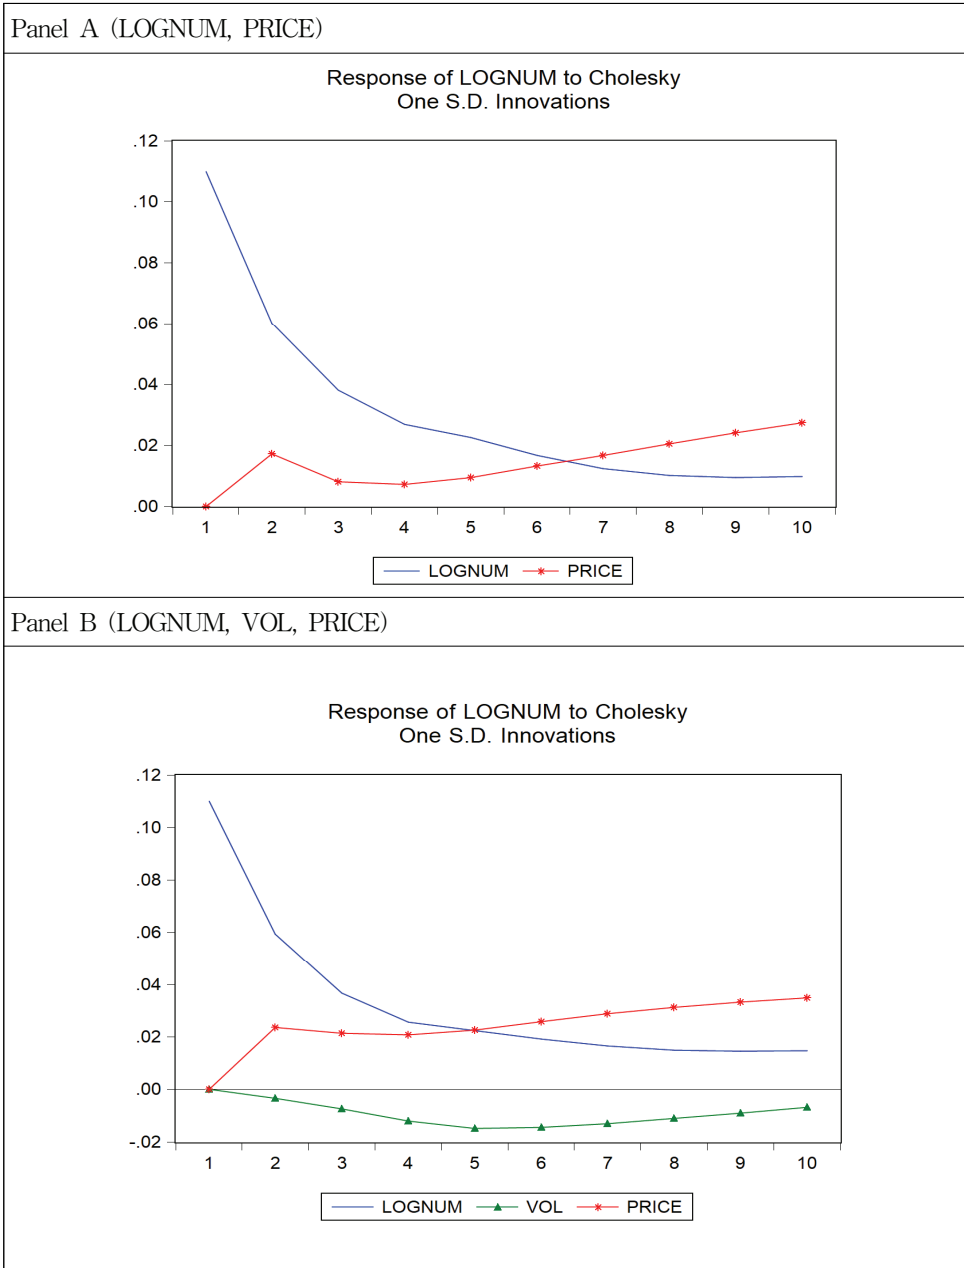 Panel A (LOGNUM, PRICE)
Response of LOGNUM to Cholesky
One S.D. Innovations
.12
.10
.08
.06
.04
.02
.00
1 2 3 4 5 6 7 8 9 10
LOGNUM PRICE
Panel B (LOGNUM, VOL, PRICE)
Response of LOGNUM to Cholesky
One S.D. Innovations
.12
.10
.08
.06
.04
.02
.00
-.02
1 2 3 4 5 6 7 8 9 10
LOGNUM VOL PRICE